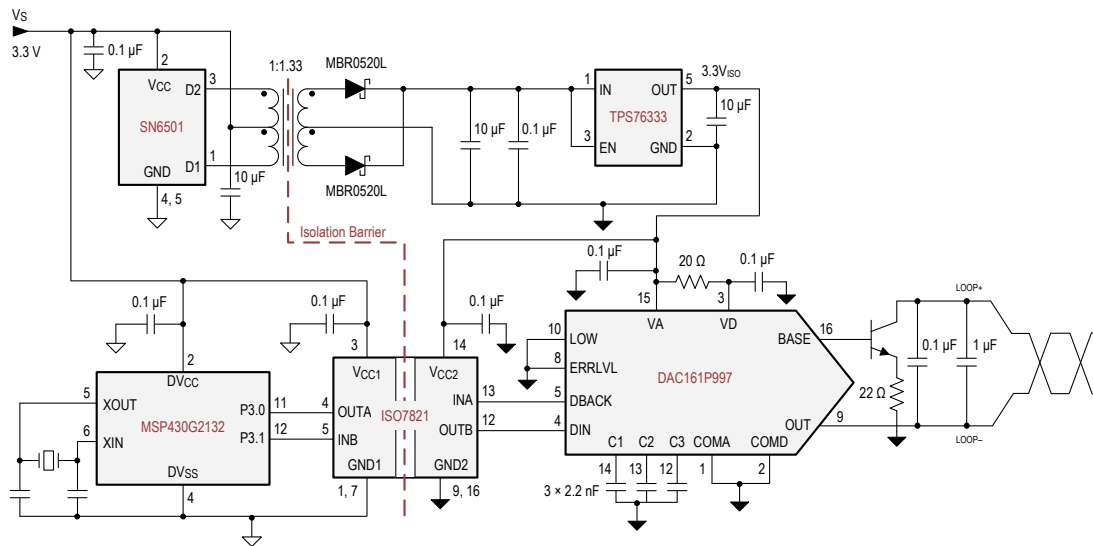 VS
3.3 V
0.1 µF
2
VCC
D2
3
SN6501
D1
1
GND
4, 5
10 µF
1:1.33
MBR0520L
MBR0520L
Isolation Barrier
10 µF
0.1 µF
1
IN
OUT
5
TPS76333
3
EN
GND
2
3.3VISO
10 µF
0.1 µF
20 Ω
0.1 µF
15
3
VA
VD
0.1 µF
0.1 µF
0.1 µF
2
DVCC
5
XOUT
P3.0
11
MSP430G2132
6
XIN
P3.1
12
DVSS
4
3
14
VCC1
VCC2
4
OUTA
INA
13
ISO7821
5
INB
OUTB
12
GND1
GND2
1, 7
9, 16
10
LOW
8
ERRLVL
5
DBACK
4
DIN
DAC161P997
BASE
16
OUT
9
C1
C2
C3
COMA
COMD
14
13
12
1
2
3 × 2.2 nF
22 Ω
0.1 µF
1 µF
LOOP+
LOOP–